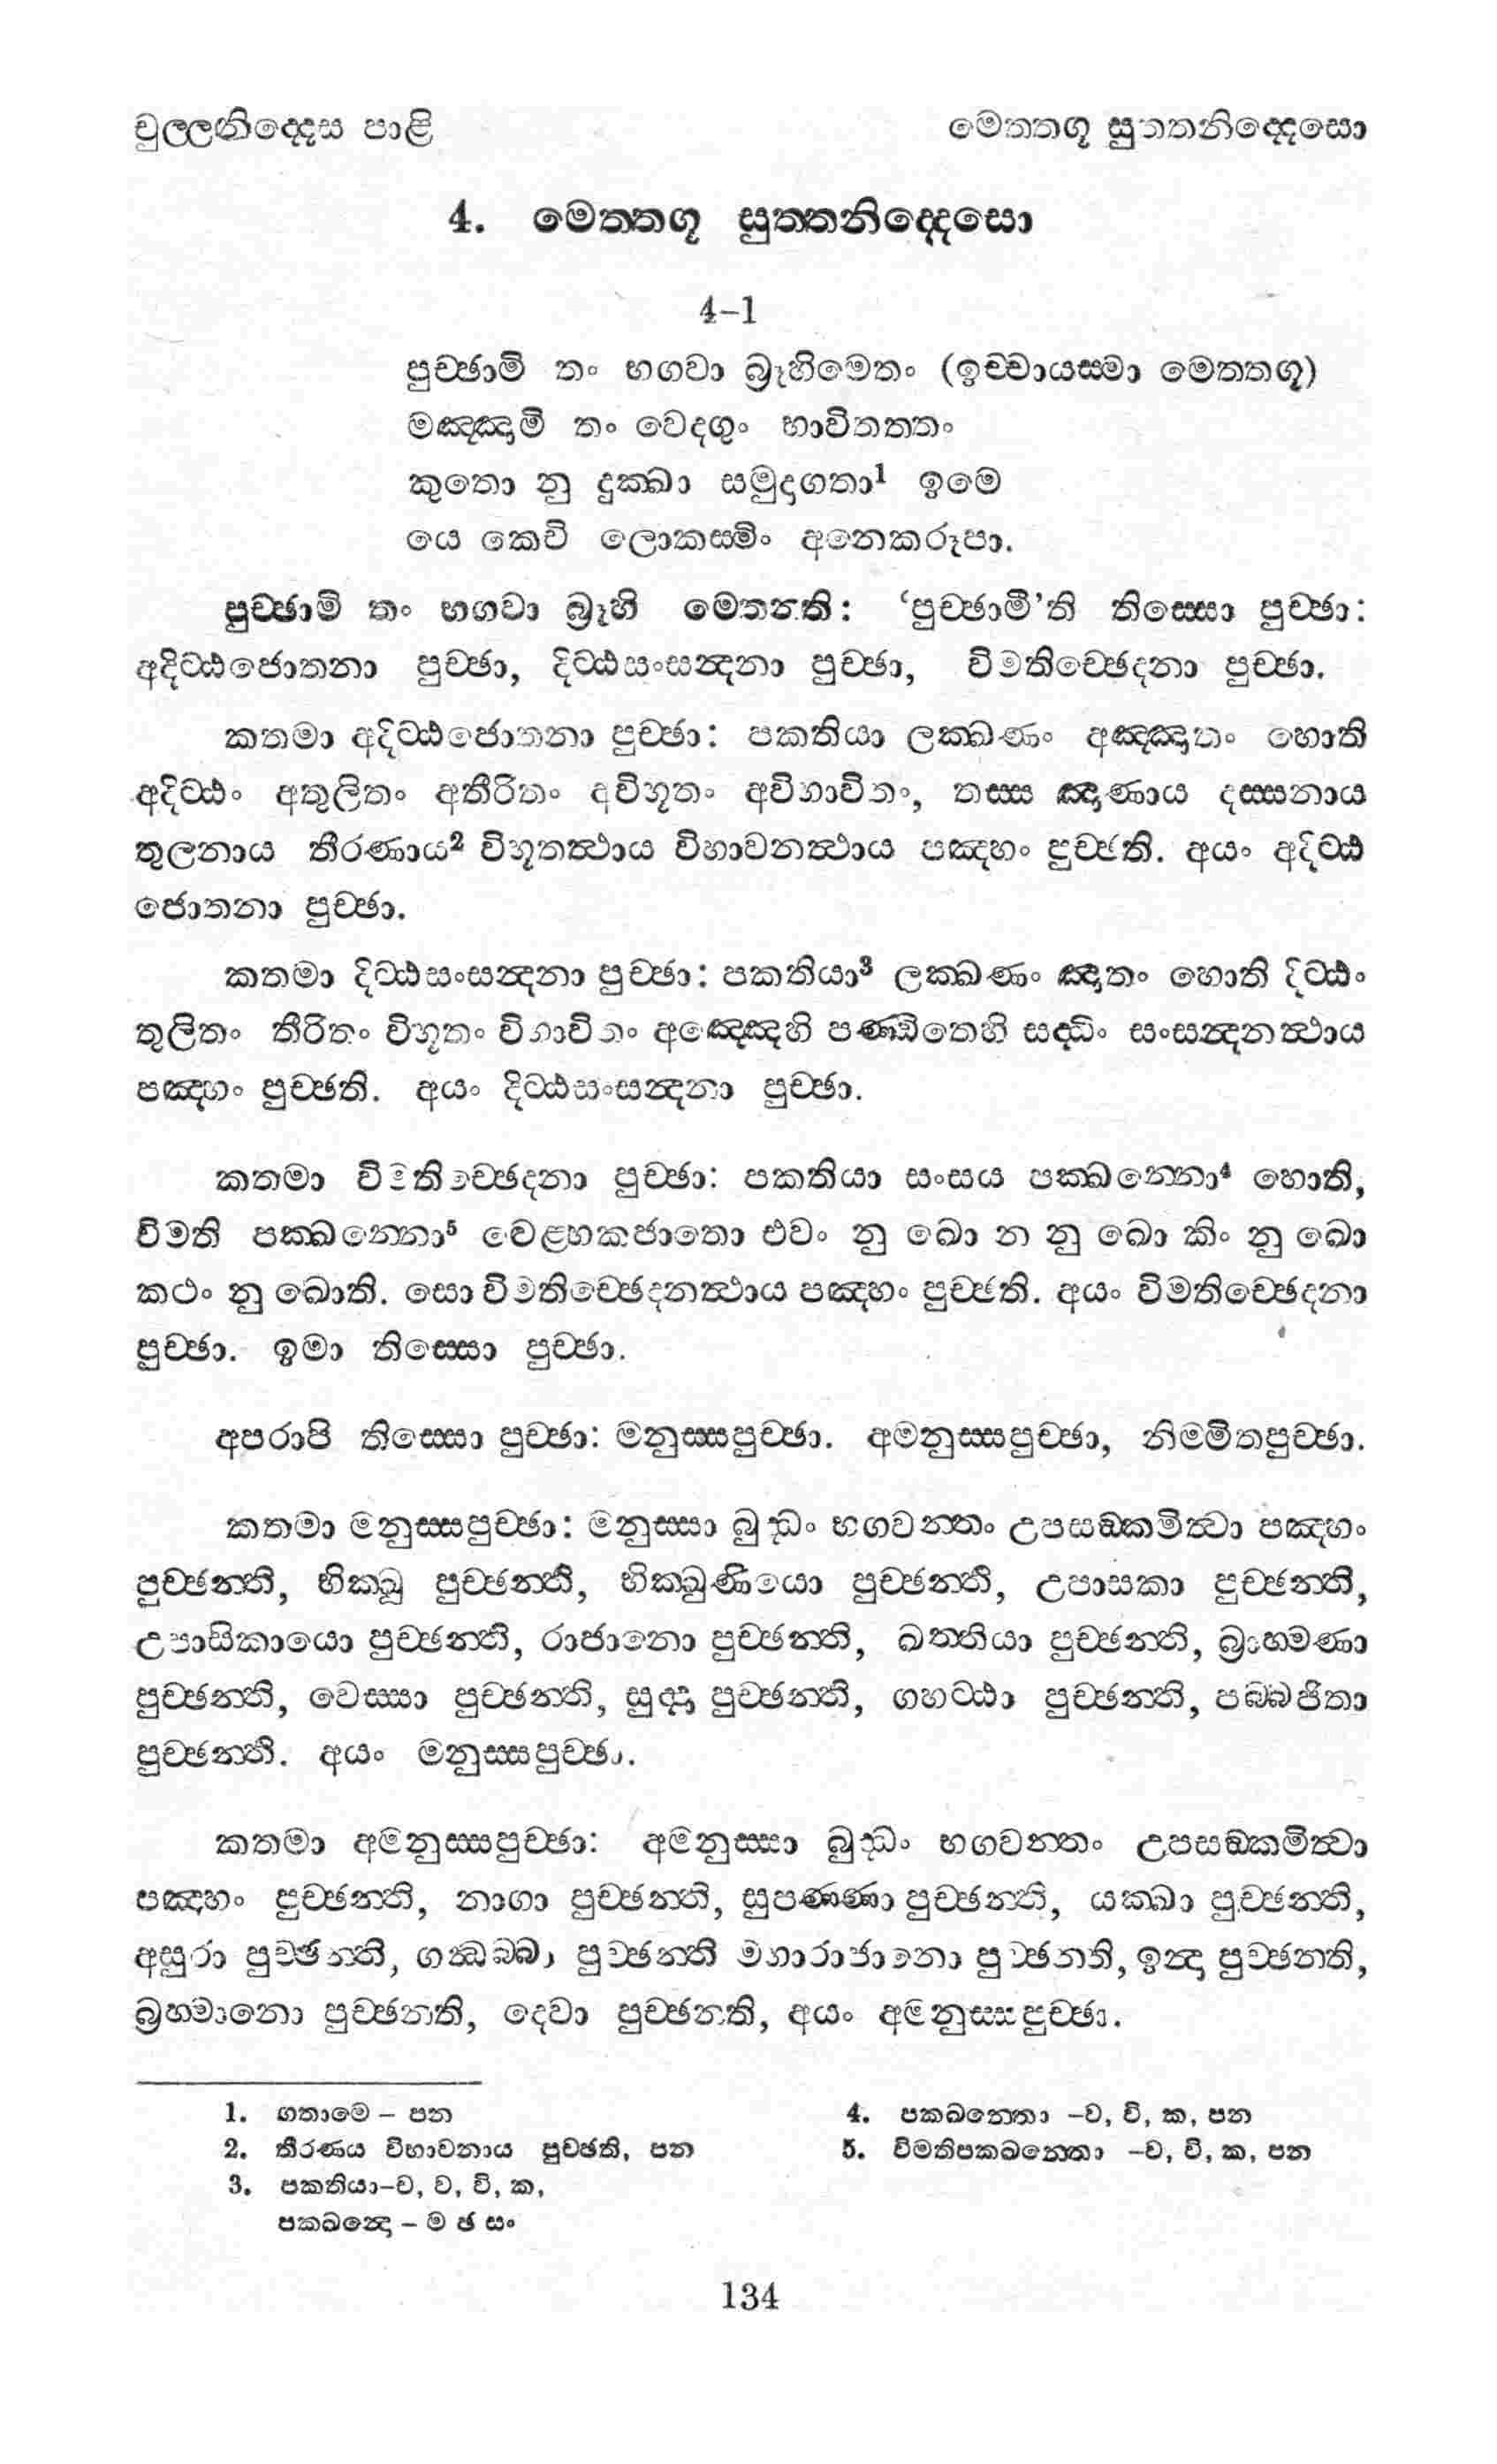 චුල්ලනිද්දෙස පාළි
මෙත්තගූ සුත්තනිද්දෙසො
4. මෙත්තගූ සුත්තනිද්දෙසො
4-1
පුච්ඡාමි තං භගවා බ්‍රූහිමෙතං (ඉච්චායස්මා මෙත්තගූ)
මඤ්ඤාමි තං වෙදගුං භාවිතත්තං
කුතො නු දුක්ඛා සමුදාගතා1 ඉමෙ
යෙ කෙචි ලොකස්මිං අනෙකරූපා.
පුච්ඡාමි තං භගවා බ්‍රූහි මෙතන්ති: ‘පුච්ඡාමී’ති තිස්සො පුච්ඡා:
අදිට්ඨජොතනා පුච්ඡා, දිට්ඨසංසන්දනා පුච්ඡා, විමතිච්ඡෙදනා පුච්ඡා.
කතමා අදිට්ඨජොතනා පුච්ඡා: පකතියා ලක්ඛණං අඤ්ඤාතං හොති
අදිට්ඨං අතුලිතං අතීරිතං අවිභූතං අවිභාවිතං, තස්ස ඤාණාය දස්සනාය
තුලනාය තීරණාය2 විභූතත්ථාය විභාවනත්ථාය පඤ්හං පුච්ඡති. අයං අදිට්ඨ
ජොතනා පුච්ඡා.
කතමා දිට්ඨසංසන්දනා පුච්ඡා: පකතියා3 ලක්ඛණං ඤාතං හොති දිට්ඨං
තුලිතං තීරිතං විභූතං විභාවිතං අඤ්ඤෙහි පණ්ඩිතෙහි සද්ධිං සංසන්දනත්ථාය
පඤ්හං පුච්ඡති. අයං දිට්ඨසංසන්දනා පුච්ඡා.
කතමා විමතිච්ඡෙදනා පුච්ඡා: පකතියා සංසය පක්ඛන්තො4 හොති,
විමති පක්ඛන්තො5 ද්වෙළ්හකජාතො එවං නු ඛො න නු ඛො කිං නු ඛො
කථං නු ඛොති. සො විමතිච්ඡෙදනත්ථාය පඤ්හං පුච්ඡති. අයං විමතිච්ඡෙදනා
පුච්ඡා. ඉමා තිස්සො පුච්ඡා.
අපරාපි තිස්සො පුච්ඡා: මනුස්සපුච්ඡා. අමනුස්සපුච්ඡා, නිම්මිතපුච්ඡා.
කතමා මනුස්සපුච්ඡා: මනුස්සා බුද්ධං භගවන්තං උපසඞ්කමිත්වා පඤ්හං
පුච්ඡන්ති, භික්ඛූ පුච්ඡන්ති, භික්ඛුණියො පුච්ඡන්ති, උපාසකා පුච්ඡන්ති,
උපාසිකායො පුච්ඡන්ති, රාජානො පුච්ඡන්ති, ඛත්තියා පුච්ඡන්ති, බ්‍රාහ්මණා
පුච්ඡන්ති, වෙස්සා පුච්ඡන්ති, සුද්දා පුච්ඡන්ති, ගහට්ඨා පුච්ඡන්ති, පබ්බජිතා
පුච්ඡන්ති. අයං මනුස්සපුච්ඡා.
කතමා අමනුස්සපුච්ඡා: අමනුස්සා බුද්ධං භගවන්තං උපසඞ්කමිත්වා
පඤ්හං පුච්ඡන්ති, නාගා පුච්ඡන්ති, සුපණ්ණා පුච්ඡන්ති, යක්ඛා පුච්ඡන්ති,
අසුරා පුච්ඡන්ති, ගන්ධබ්බා පුච්ඡන්ති මහාරාජානො පුච්ඡන්ති, ඉන්දා පුච්ඡන්ති,
බ්‍රහ්මානො පුච්ඡන්ති, දෙවා පුච්ඡන්ති, අයං අමනුස්සපුච්ඡා.
1. ගතාමෙ – පන
2. තීරණය විභාවනාය පුච්ඡති, පන
3. පකතියා–ච, ව, වි, ක,
පක්ඛන්දො – ම ඡ සං
4. පක්ඛන්තො –ව, වි, ක, පන
5. විමතිපක්ඛන්තො –ව, වි, ක, පන
134